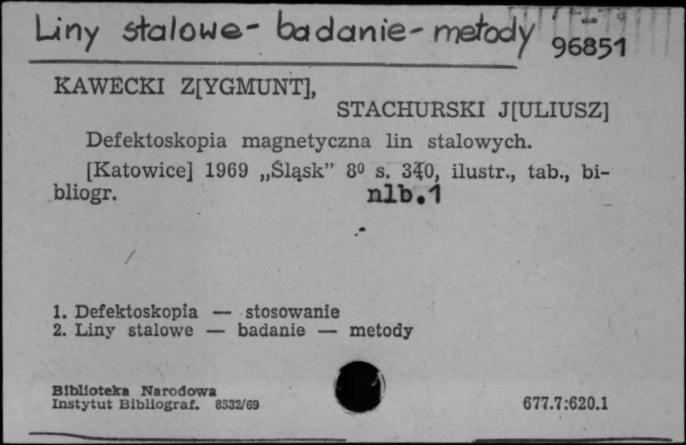 Liny stalowe - badanie - metody
96851
KAWECKI Z[YGMUNT],
STACHURSKI J[ULIUSZ]
Defektoskopia magnetyczna lin stalowych.
[Katowice] 1969 „Śląsk” 8⁰ s. 340, ilustr., tab., bi-
bliogr. nlb.1
1. Defektoskopia — stosowanie
2. Liny stalowe — badanie — metody
Biblioteka Narodowa
Instytut Bibliograf. 8532/69
677.7:620.1